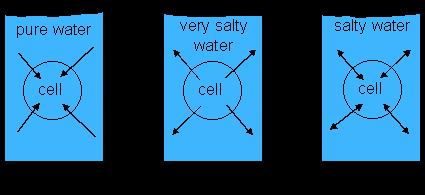 pure water
cell
very salty
water
cell
salty water
cell